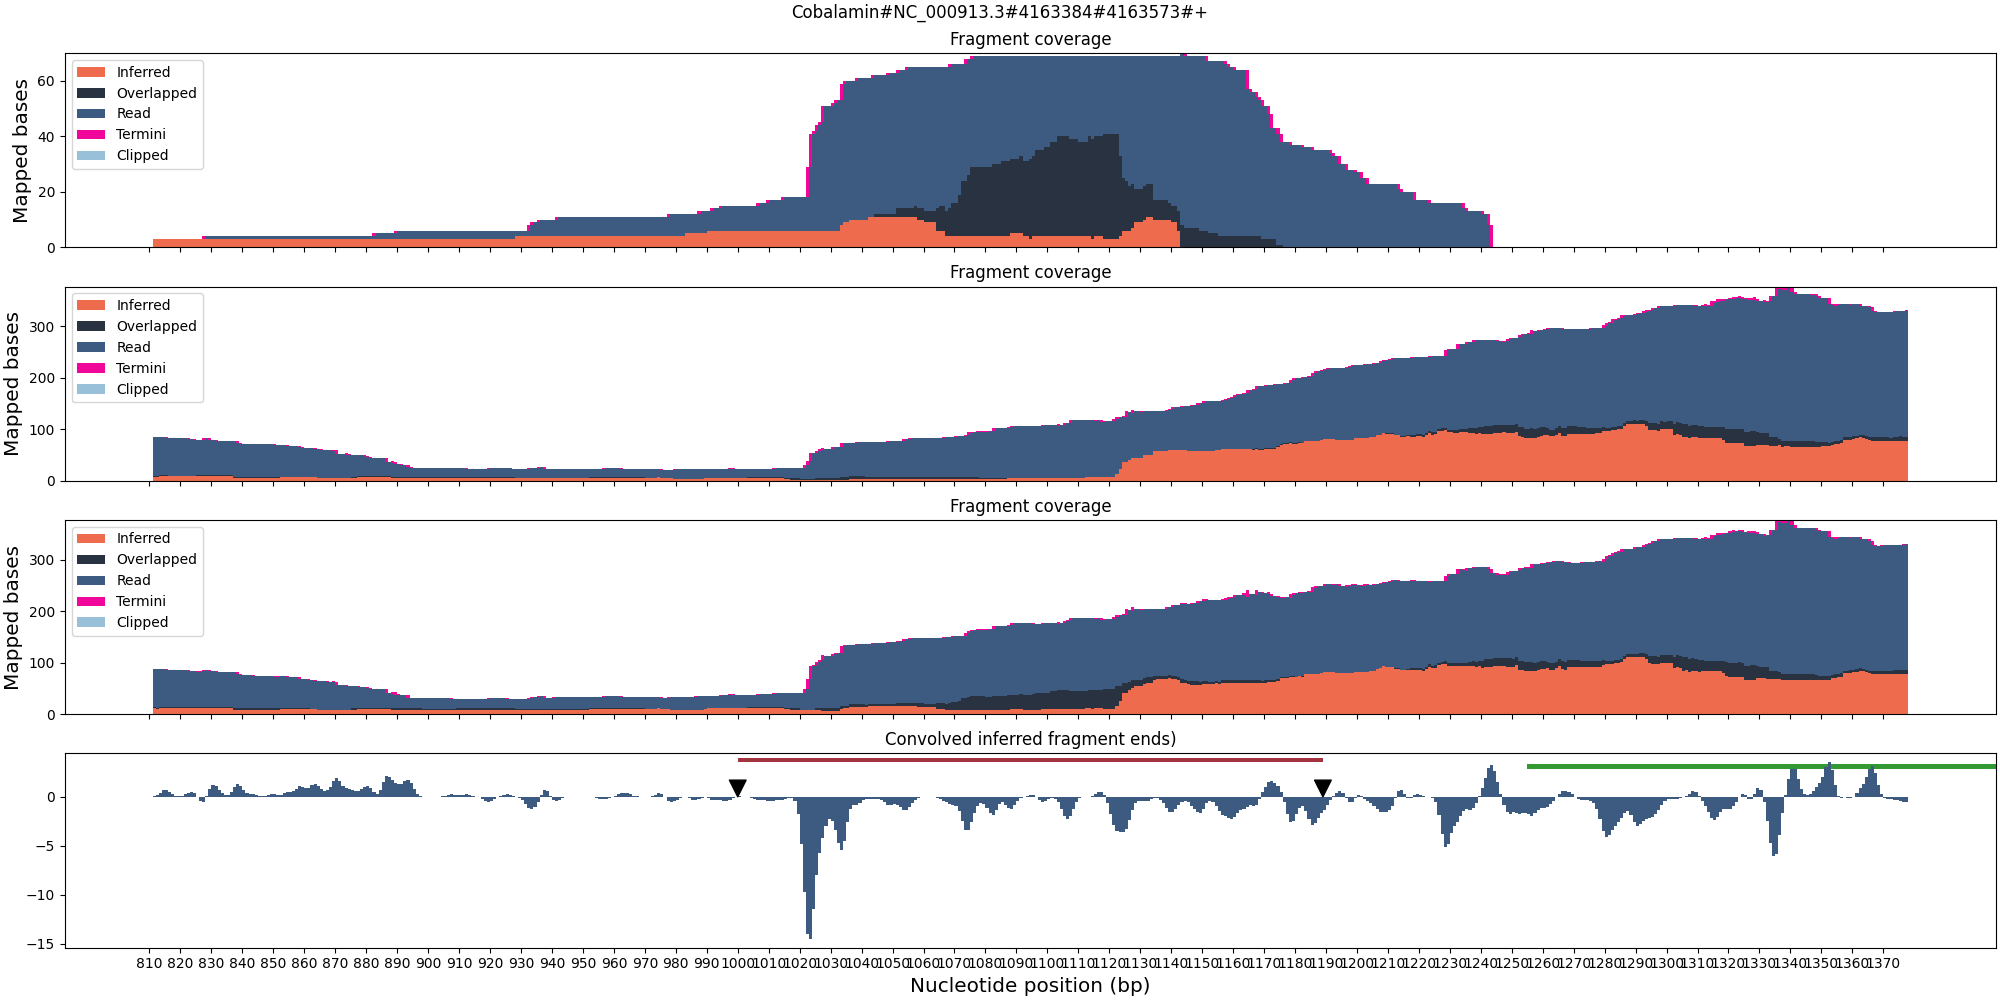 Cobalamin#NC_000913.3#4163384#4163573#+
Fragment coverage
Mapped bases
60
40
20
0
Inferred
Overlapped
Read
Termini
Clipped
Fragment coverage
Mapped bases
300
200
100
0
Inferred
Overlapped
Read
Termini
Clipped
Fragment coverage
Mapped bases
300
200
100
0
Inferred
Overlapped
Read
Termini
Clipped
Convolved inferred fragment ends)
0
−5
−10
−15
810 820 830 840 850 860 870 880 890 900 910 920 930 940 950 960 970 980 990 1000 1010 1020 1030 1040 1050 1060 1070 1080 1090 1100 1110 1120 1130 1140 1150 1160 1170 1180 1190 1200 1210 1220 1230 1240 1250 1260 1270 1280 1290 1300 1310 1320 1330 1340 1350 1360 1370
Nucleotide position (bp)